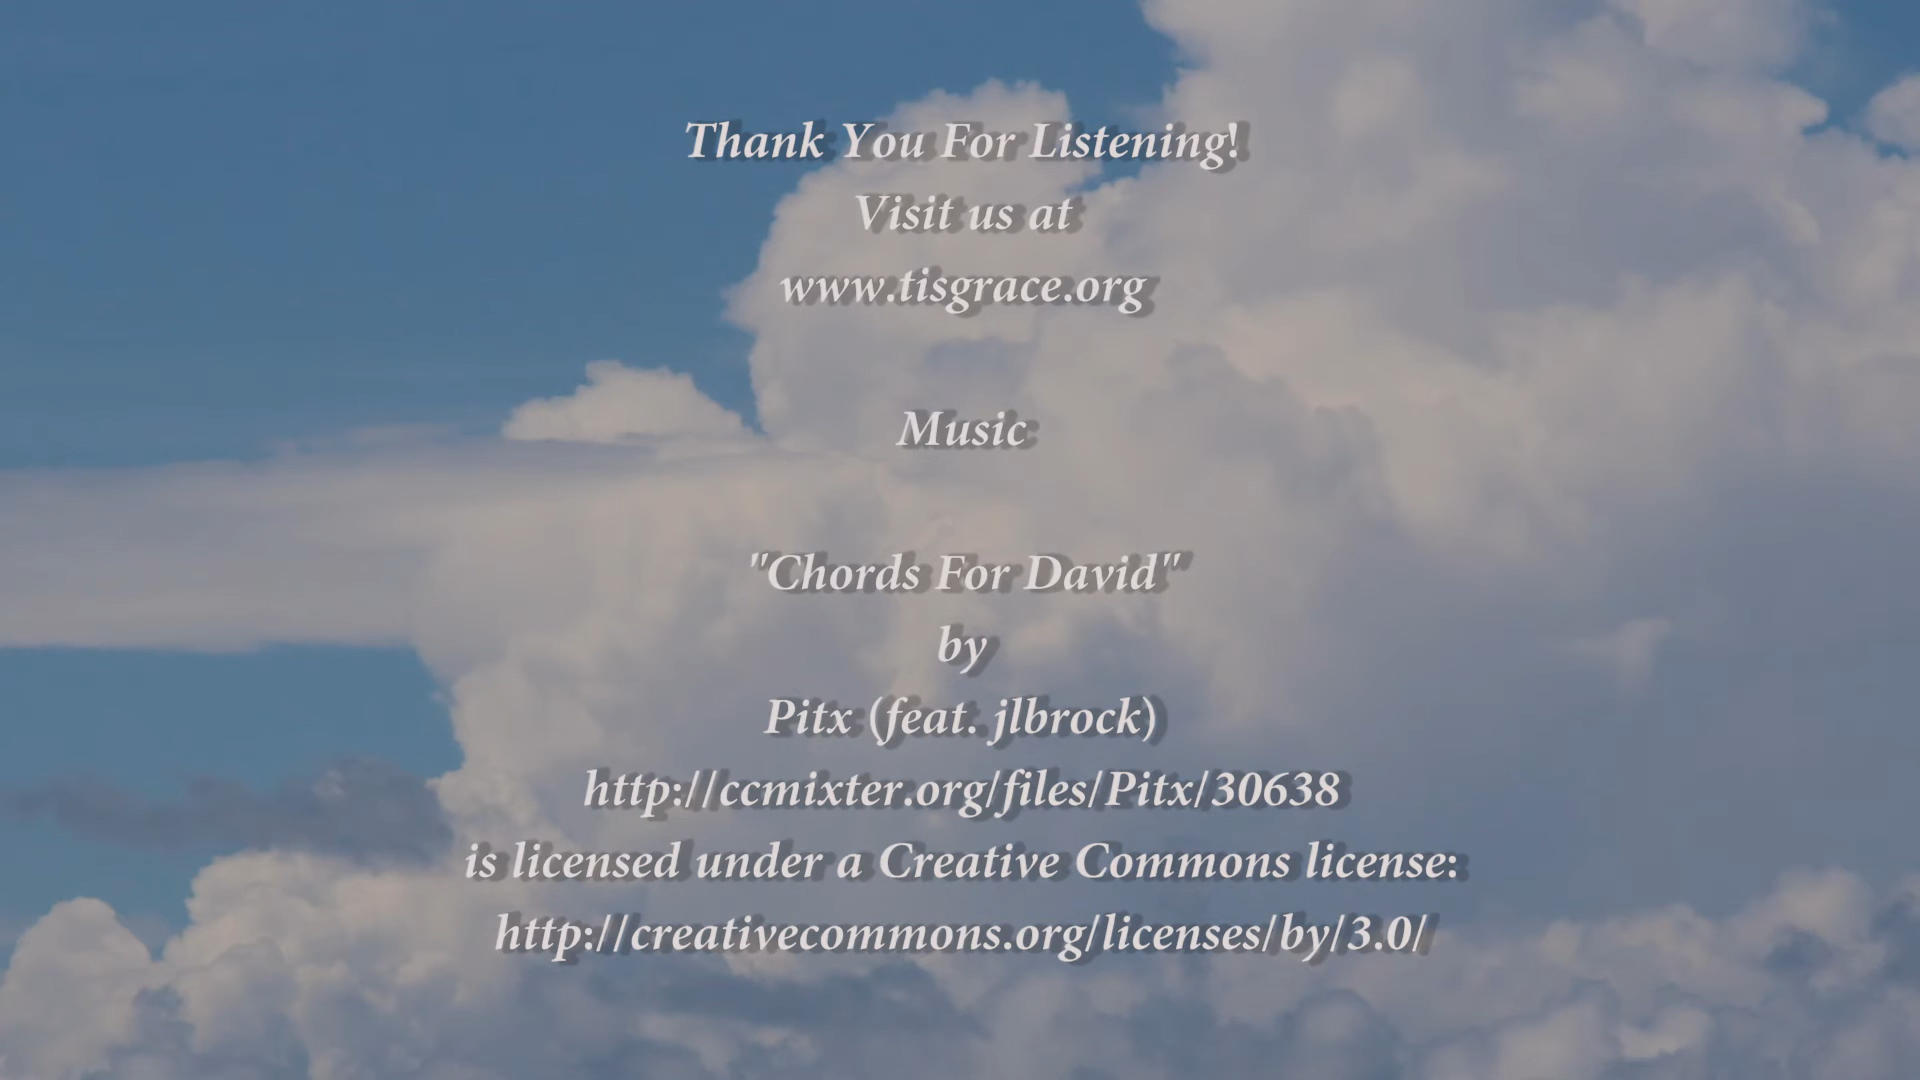 Thank You For Listening!
Visit us at
www.tisgrace.org
Music
"Chords For David"
by
Pitx (feat. jlbrock)
http://ccmixter.org/files/Pitx/30638
is licensed under a Creative Commons license:
http://creativecommons.org/licenses/by/3.0/